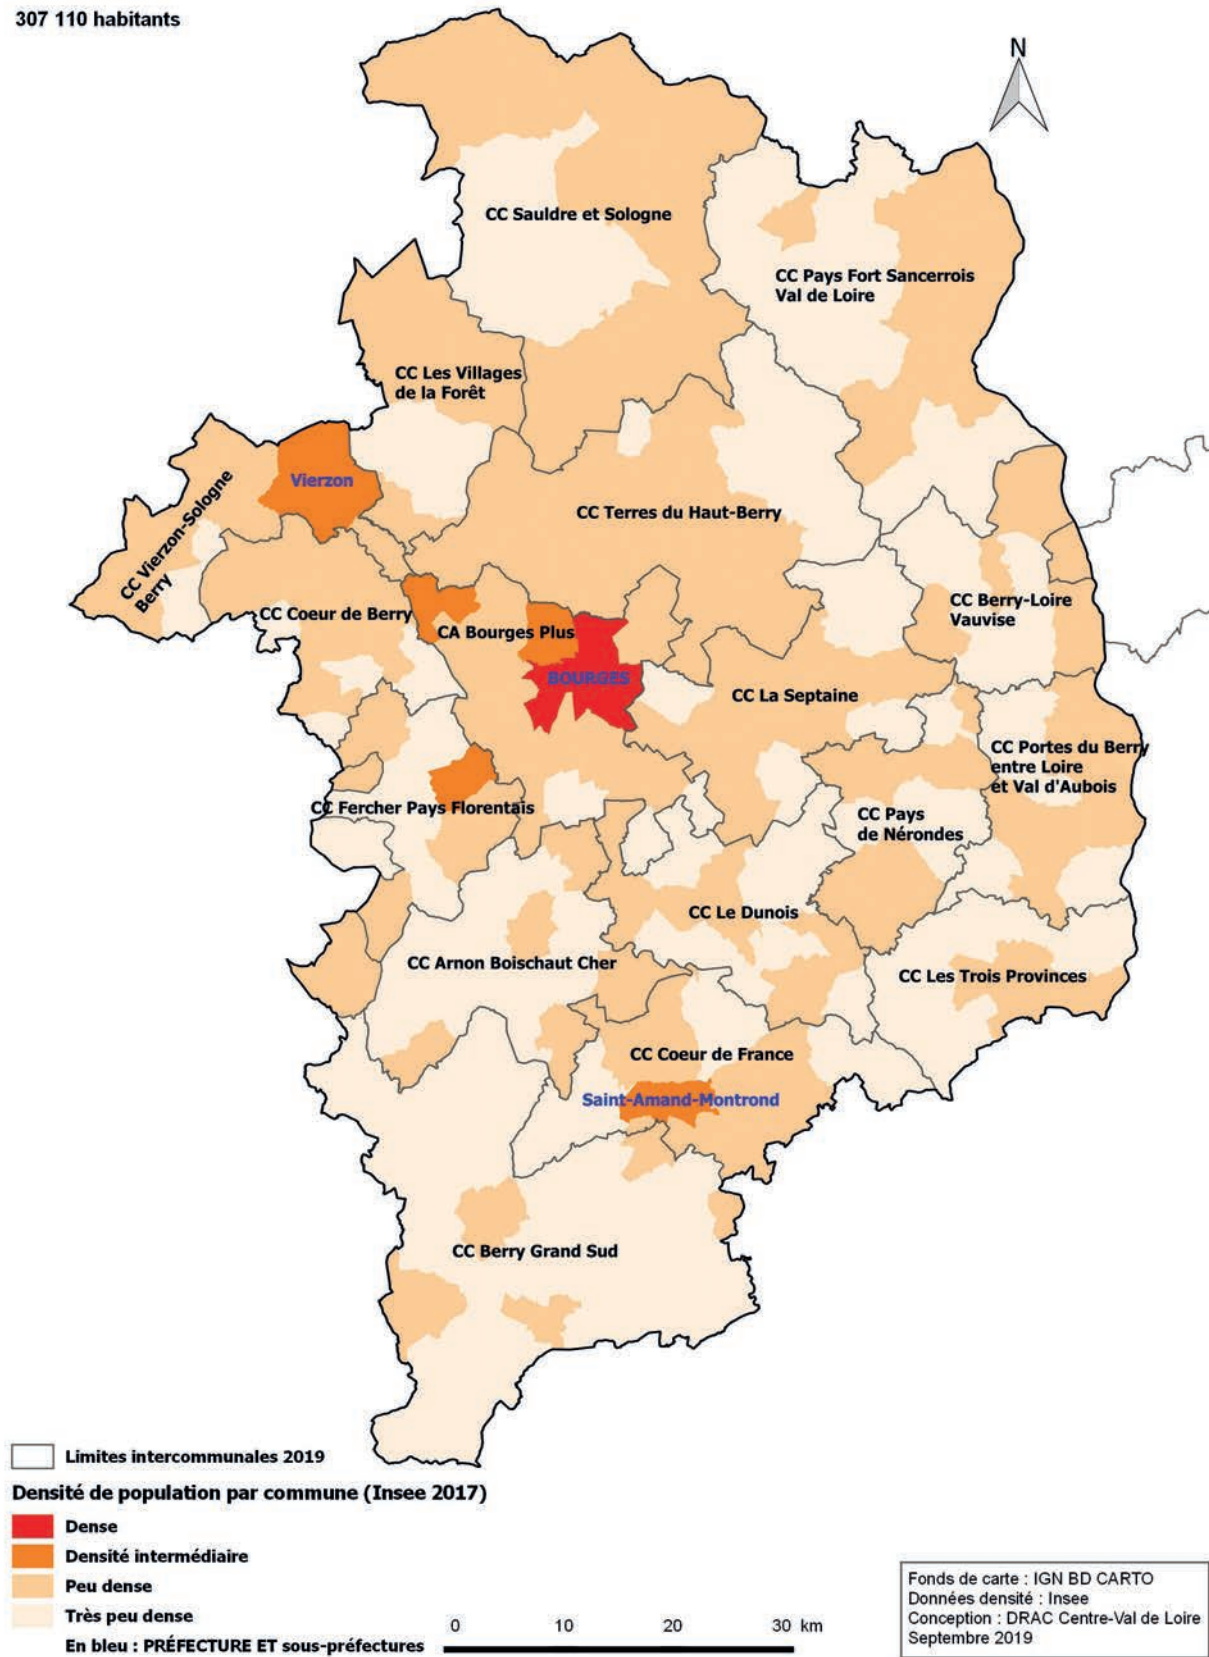 307 110 habitants
N
CC Sauldre et Sologne
CC Pays Fort Sancerrois
Val de Loire
CC Les Villages
de la Forêt
Vierzon
CC Vierzon-Sologne
Berry
CC Terres du Haut-Berry
CC Coeur de Berry
CA Bourges Plus
CC Berry-Loire
Vauvise
BOURGES
CC La Septaine
CC Portes du Berry
entre Loire
et Val d'Aubois
CC Fercher Pays Florentais
CC Pays
de Nérondes
CC Le Dunois
CC Arnon Boischaut Cher
CC Les Trois Provinces
CC Coeur de France
Saint-Amand-Montrond
CC Berry Grand Sud
Limites intercommunales 2019
Densité de population par commune (Insee 2017)
Dense
Densité intermédiaire
Peu dense
Très peu dense
En bleu : PRÉFECTURE ET sous-préfectures
0 10 20 30 km
Fonds de carte : IGN BD CARTO
Données densité : Insee
Conception : DRAC Centre-Val de Loire
Septembre 2019